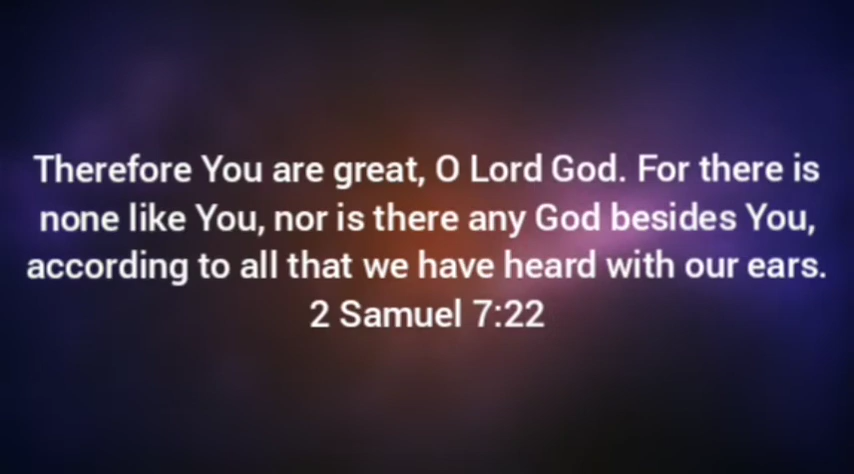 Therefore You are great, O Lord God. For there is
none like You, nor is there any God besides You,
according to all that we have heard with our ears.
2 Samuel 7:22